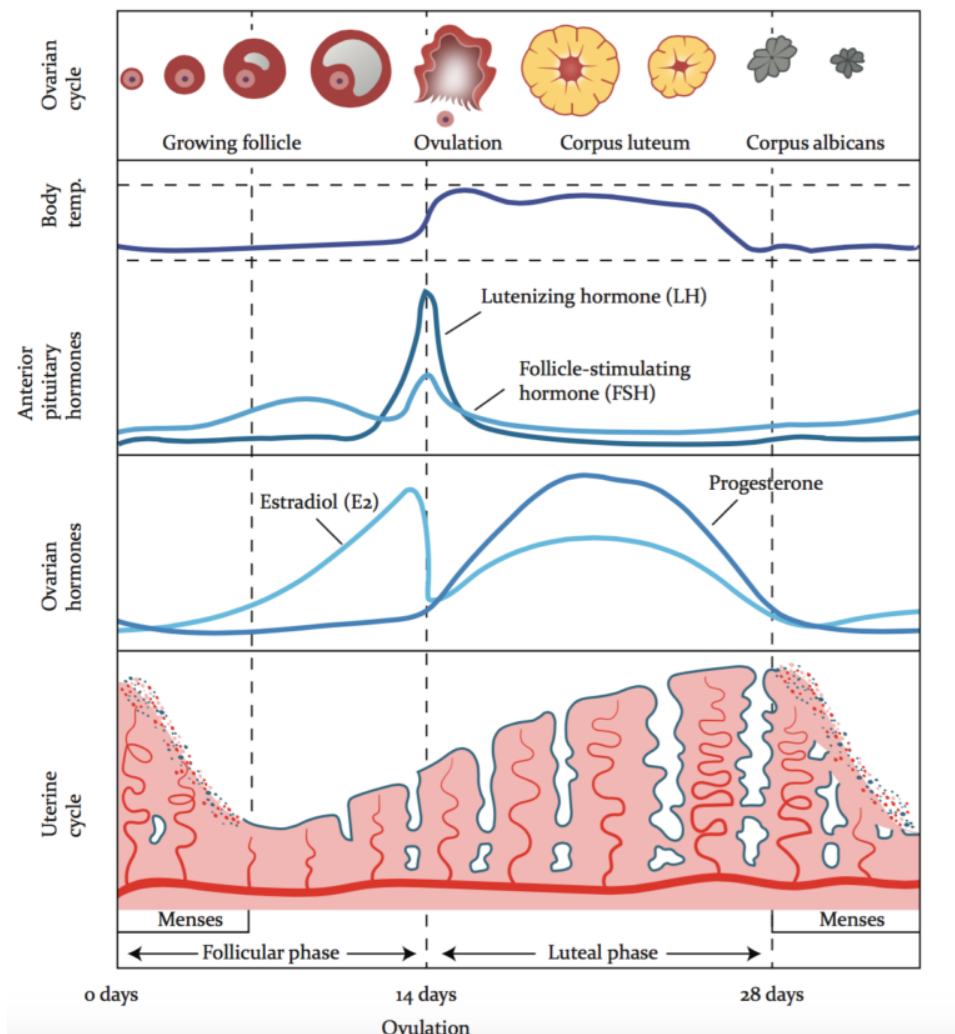 Ovarian
cycle
Growing follicle
Ovulation
Corpus luteum
Corpus albicans
Body
temp.
Anterior
pituitary
hormones
Lutenizing hormone (LH)
Follicle-stimulating
hormone (FSH)
Ovarian
hormones
Estradiol (E2)
Progesterone
Uterine
cycle
Menses
Menses
Follicular phase
Luteal phase
0 days
14 days
28 days
Ovulation